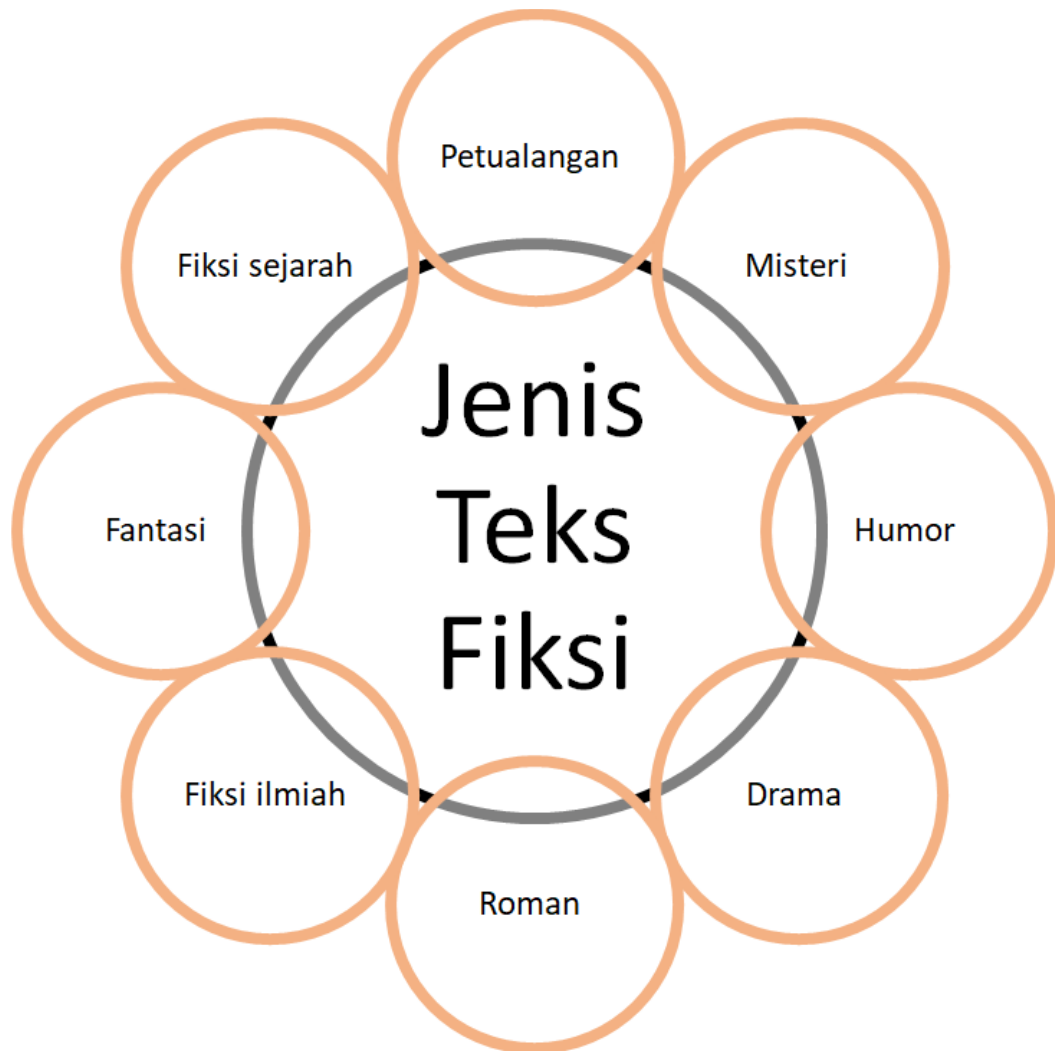 Petualangan
Fiksi sejarah
Misteri
Jenis
Teks
Fiksi
Fantasi
Humor
Fiksi ilmiah
Drama
Roman